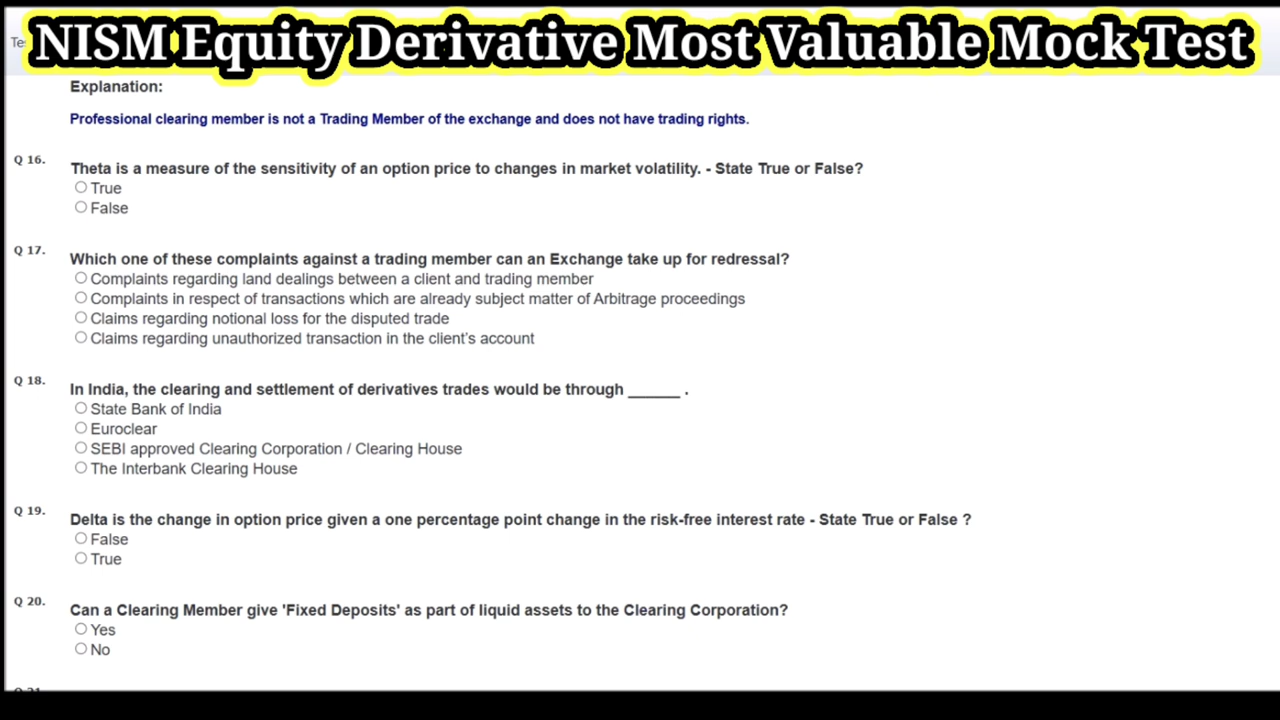 NISM Equity Derivative Most Valuable Mock Test
Explanation:
Professional clearing member is not a Trading Member of the exchange and does not have trading rights.
Q 16.
Theta is a measure of the sensitivity of an option price to changes in market volatility. - State True or False?
True
False
Q 17.
Which one of these complaints against a trading member can an Exchange take up for redressal?
Complaints regarding land dealings between a client and trading member
Complaints in respect of transactions which are already subject matter of Arbitrage proceedings
Claims regarding notional loss for the disputed trade
Claims regarding unauthorized transaction in the client's account
Q 18.
In India, the clearing and settlement of derivatives trades would be through ______ .
State Bank of India
Euroclear
SEBI approved Clearing Corporation / Clearing House
The Interbank Clearing House
Q 19.
Delta is the change in option price given a one percentage point change in the risk-free interest rate - State True or False ?
False
True
Q 20.
Can a Clearing Member give 'Fixed Deposits' as part of liquid assets to the Clearing Corporation?
Yes
No